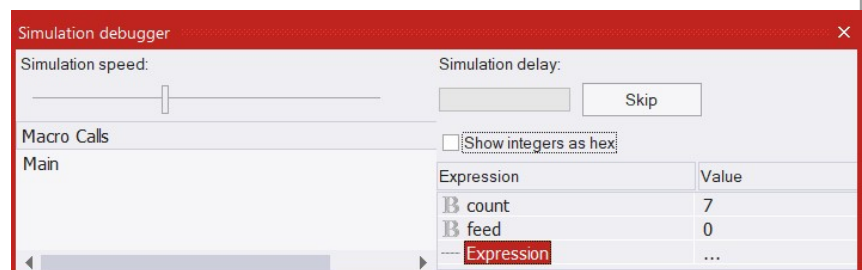 Simulation debugger
Simulation speed:
Simulation delay:
Skip
Macro Calls
Show integers as hex
Main
Expression Value
B count 7
B feed 0
Expression ...